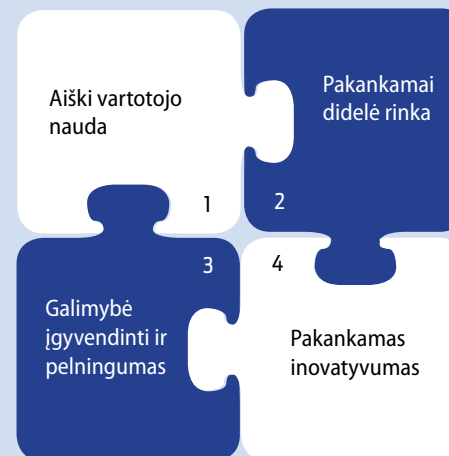 Aiški vartotojo
nauda
1
Pakankamai
didelė rinka
2
3
Galimybė
įgyvendinti ir
pelningumas
4
Pakankamas
inovatyvumas